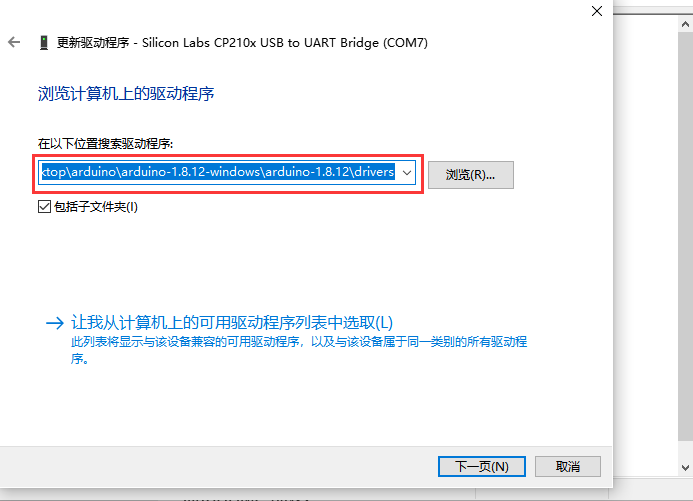 更新驱动程序 - Silicon Labs CP210x USB to UART Bridge (COM7)
浏览计算机上的驱动程序
在以下位置搜索驱动程序:
top\arduino\arduino-1.8.12-windows\arduino-1.8.12\drivers
浏览(R)...
包括子文件夹(I)
让我从计算机上的可用驱动程序列表中选取(L)
此列表将显示与该设备兼容的可用驱动程序，以及与该设备属于同一类别的所有驱动程
序。
下一页(N)
取消